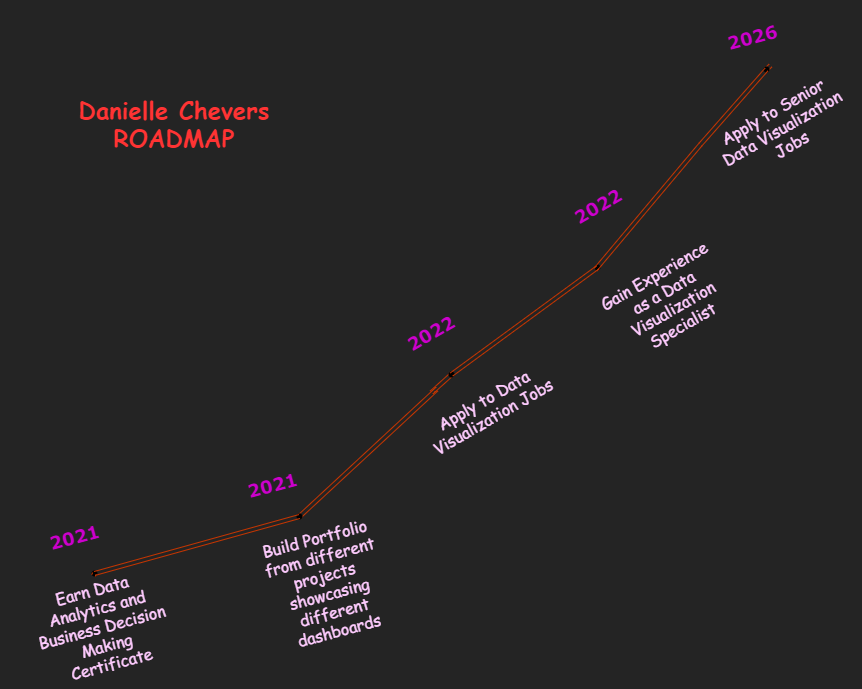 Danielle Chevers
ROADMAP
2021
Earn Data
Analytics and
Business Decision
Making
Certificate
2021
Build Portfolio
from different
projects
showcasing
different
dashboards
2022
Apply to Data
Visualization Jobs
2022
Gain Experience
as a Data
Visualization
Specialist
2026
Apply to Senior
Data Visualization
Jobs